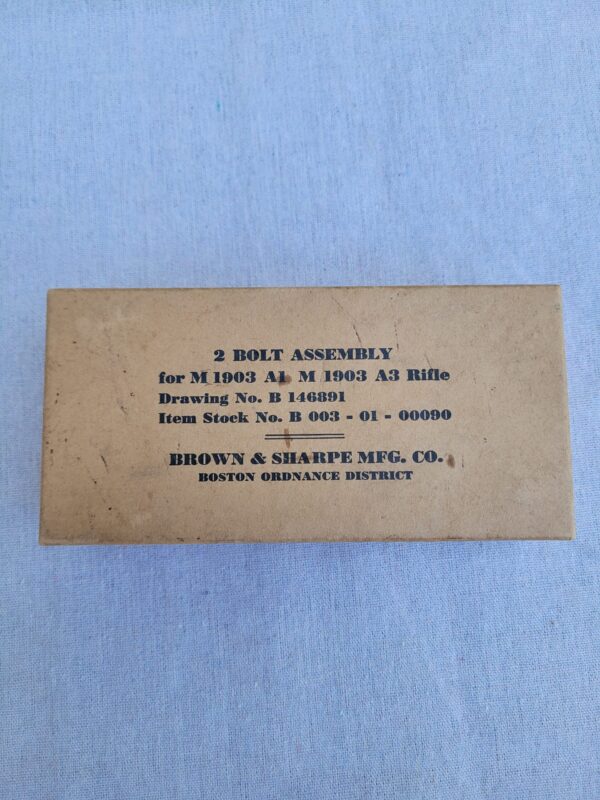 2 BOLT ASSEMBLY
for M 1903 A1 M 1903 A3 Rifle
Drawing No. B 146891
Item Stock No. B 003 - 01 - 00090
BROWN & SHARPE MFG. CO.
BOSTON ORDNANCE DISTRICT